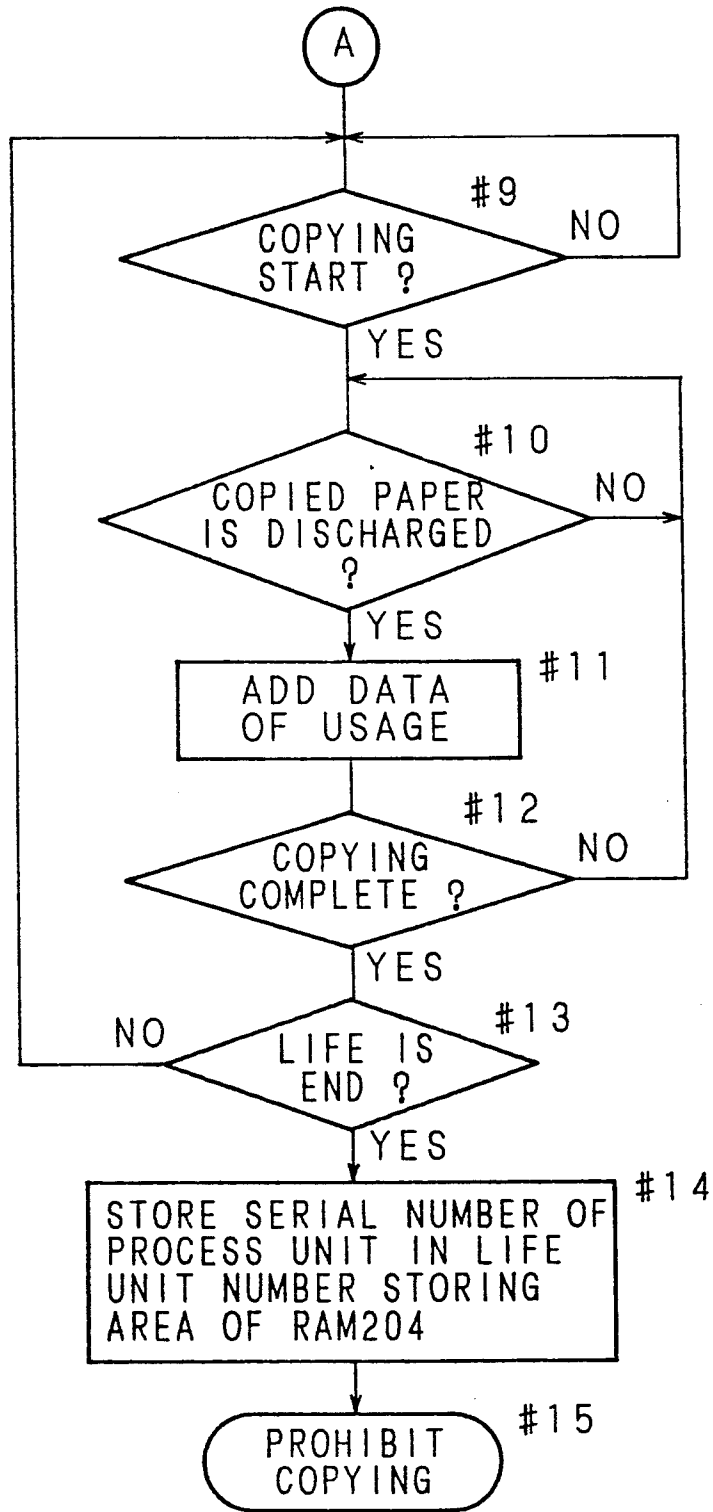 A
#9
COPYING
START ?
NO
YES
#10
COPIED PAPER
IS DISCHARGED
?
NO
YES
#11
ADD DATA
OF USAGE
#12
COPYING
COMPLETE ?
NO
YES
#13
NO
LIFE IS
END ?
YES
#14
STORE SERIAL NUMBER OF
PROCESS UNIT IN LIFE
UNIT NUMBER STORING
AREA OF RAM204
#15
PROHIBIT
COPYING